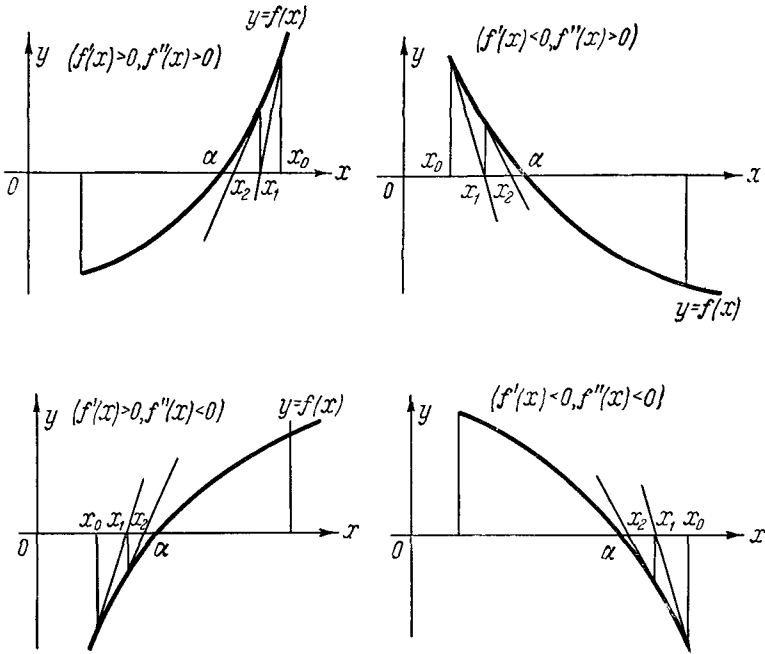 y=f(x)
y (f'(x)>0, f''(x)>0)
α x₀
0 x₂ x₁ x
(f'(x)<0, f''(x)>0)
y
x₀ α
0 x₁ x₂ x
y=f(x)
y (f'(x)>0, f''(x)<0) y=f(x)
x₀ x₁ x₂
0 α x
(f'(x)<0, f''(x)<0)
y
x₂ x₁ x₀
0 α x